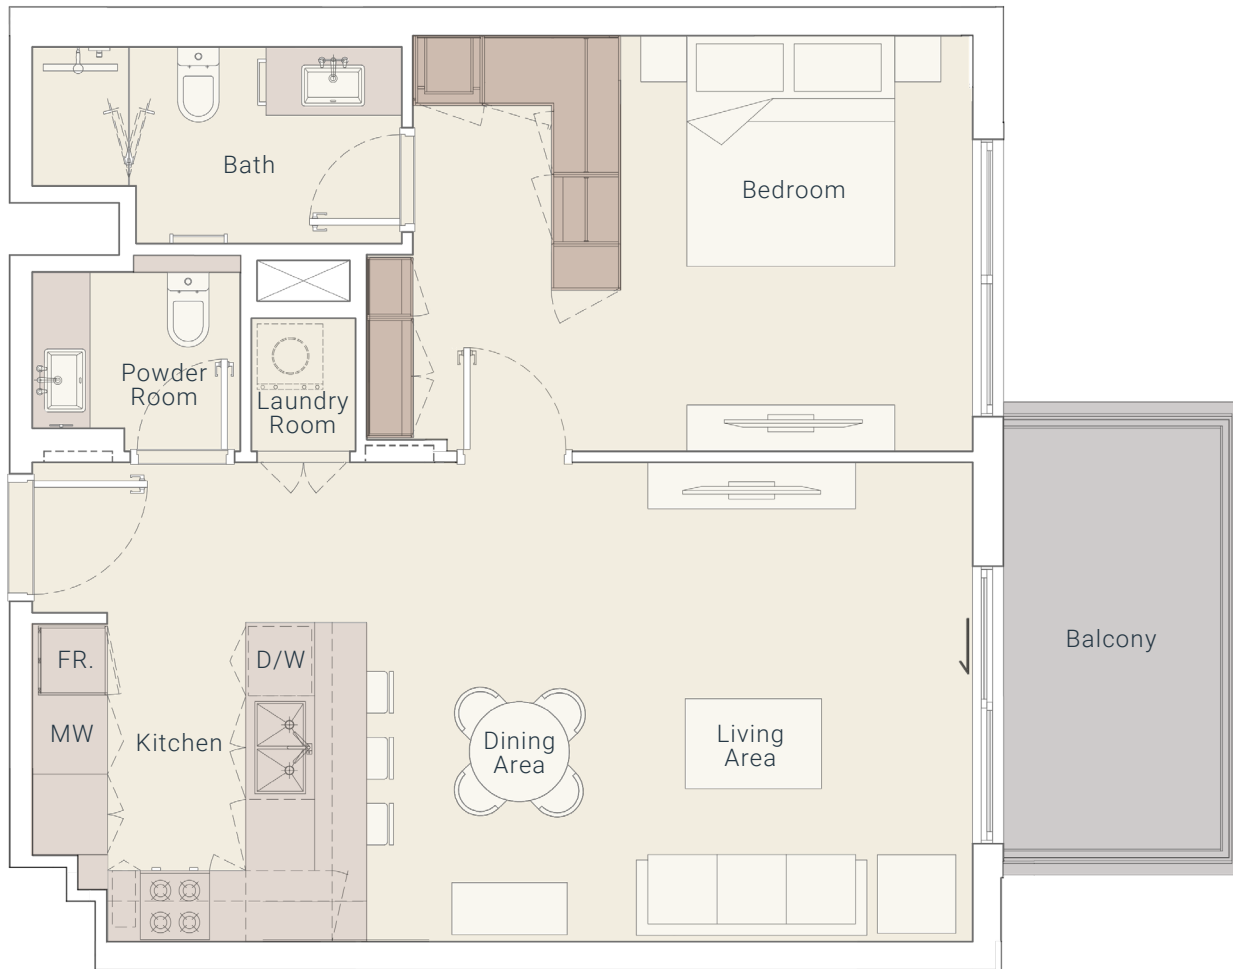 Bath
Bedroom
Powder
Room
Laundry
Room
FR.
D/W
Balcony
MW
Kitchen
Dining
Area
Living
Area